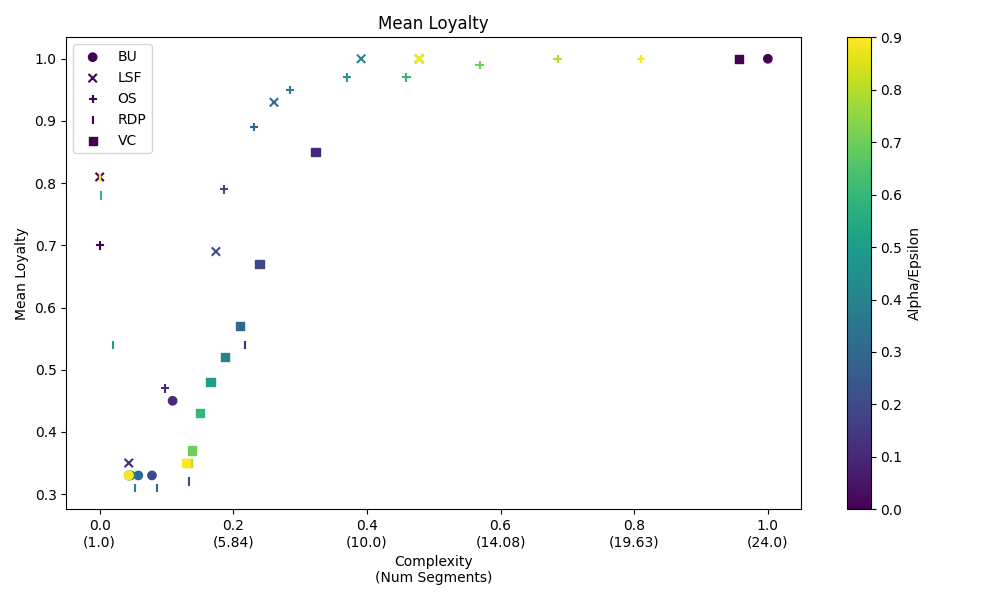 Mean Loyalty
Mean Loyalty
1.0
0.9
0.8
0.7
0.6
0.5
0.4
0.3
BU
LSF
OS
RDP
VC
0.0 0.2 0.4 0.6 0.8 1.0
(1.0) (5.84) (10.0) (14.08) (19.63) (24.0)
Complexity
(Num Segments)
0.9
0.8
0.7
0.6
0.5
0.4
0.3
0.2
0.1
0.0
Alpha/Epsilon